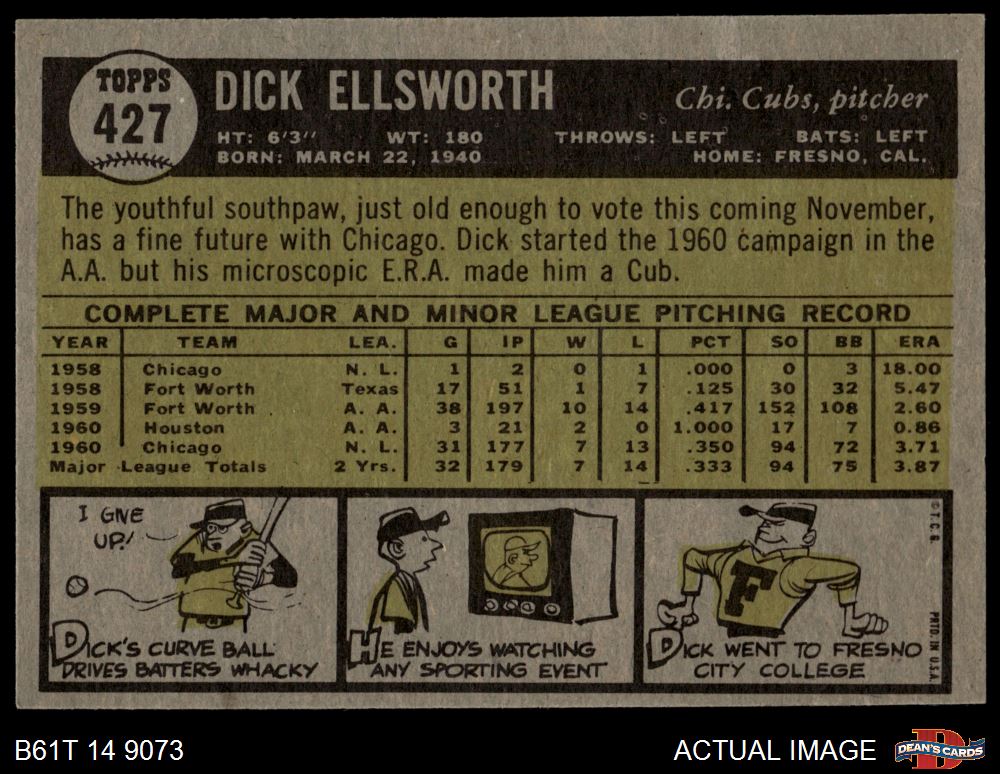 TOPPS
427
DICK ELLSWORTH
Chi. Cubs, pitcher
HT: 6'3" WT: 180 THROWS: LEFT BATS: LEFT
BORN: MARCH 22, 1940 HOME: FRESNO, CAL.
The youthful southpaw, just old enough to vote this coming November,
has a fine future with Chicago. Dick started the 1960 campaign in the
A.A. but his microscopic E.R.A. made him a Cub.
COMPLETE MAJOR AND MINOR LEAGUE PITCHING RECORD
YEAR TEAM LEA. G IP W L PCT SO BB ERA
1958 Chicago N. L. 1 2 0 1 .000 0 3 18.00
1958 Fort Worth Texas 17 51 1 7 .125 30 32 5.47
1959 Fort Worth A. A. 38 197 10 14 .417 152 108 2.60
1960 Houston A. A. 3 21 2 0 1.000 17 7 0.86
1960 Chicago N. L. 31 177 7 13 .350 94 72 3.71
Major League Totals 2 Yrs. 32 179 7 14 .333 94 75 3.87
I GIVE
UP!
DICK'S CURVE BALL
DRIVES BATTERS WHACKY
HE ENJOYS WATCHING
ANY SPORTING EVENT
F
DICK WENT TO FRESNO
CITY COLLEGE
© T. C. G.
PRTD. IN U.S.A.
B61T 14 9073
ACTUAL IMAGE
D
DEAN'S CARDS